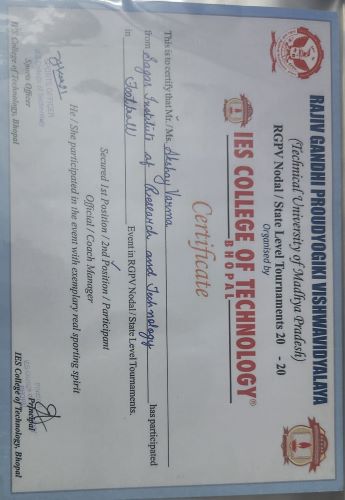 RAJIV GANDHI PROUDYOGIKI VISHWAVIDYALAYA
(Technical University of Madhya Pradesh)
RGPV Nodal / State Level Tournaments 20 - 20
Organised by
IES COLLEGE OF TECHNOLOGY®
BHOPAL
Certificate
This is to certify that Mr. / Ms. Akshay Varma
from Sagar Institute of Research and Technology has participated
in Football Event in RGPV Nodal / State Level Tournaments.
Secured 1st Position / 2nd Position / Participant
Official / Coach Manager
He / She participated in the event with exemplary real sporting spirit
Sports Officer
IES College of Technology, Bhopal
Principal
IES College of Technology, Bhopal